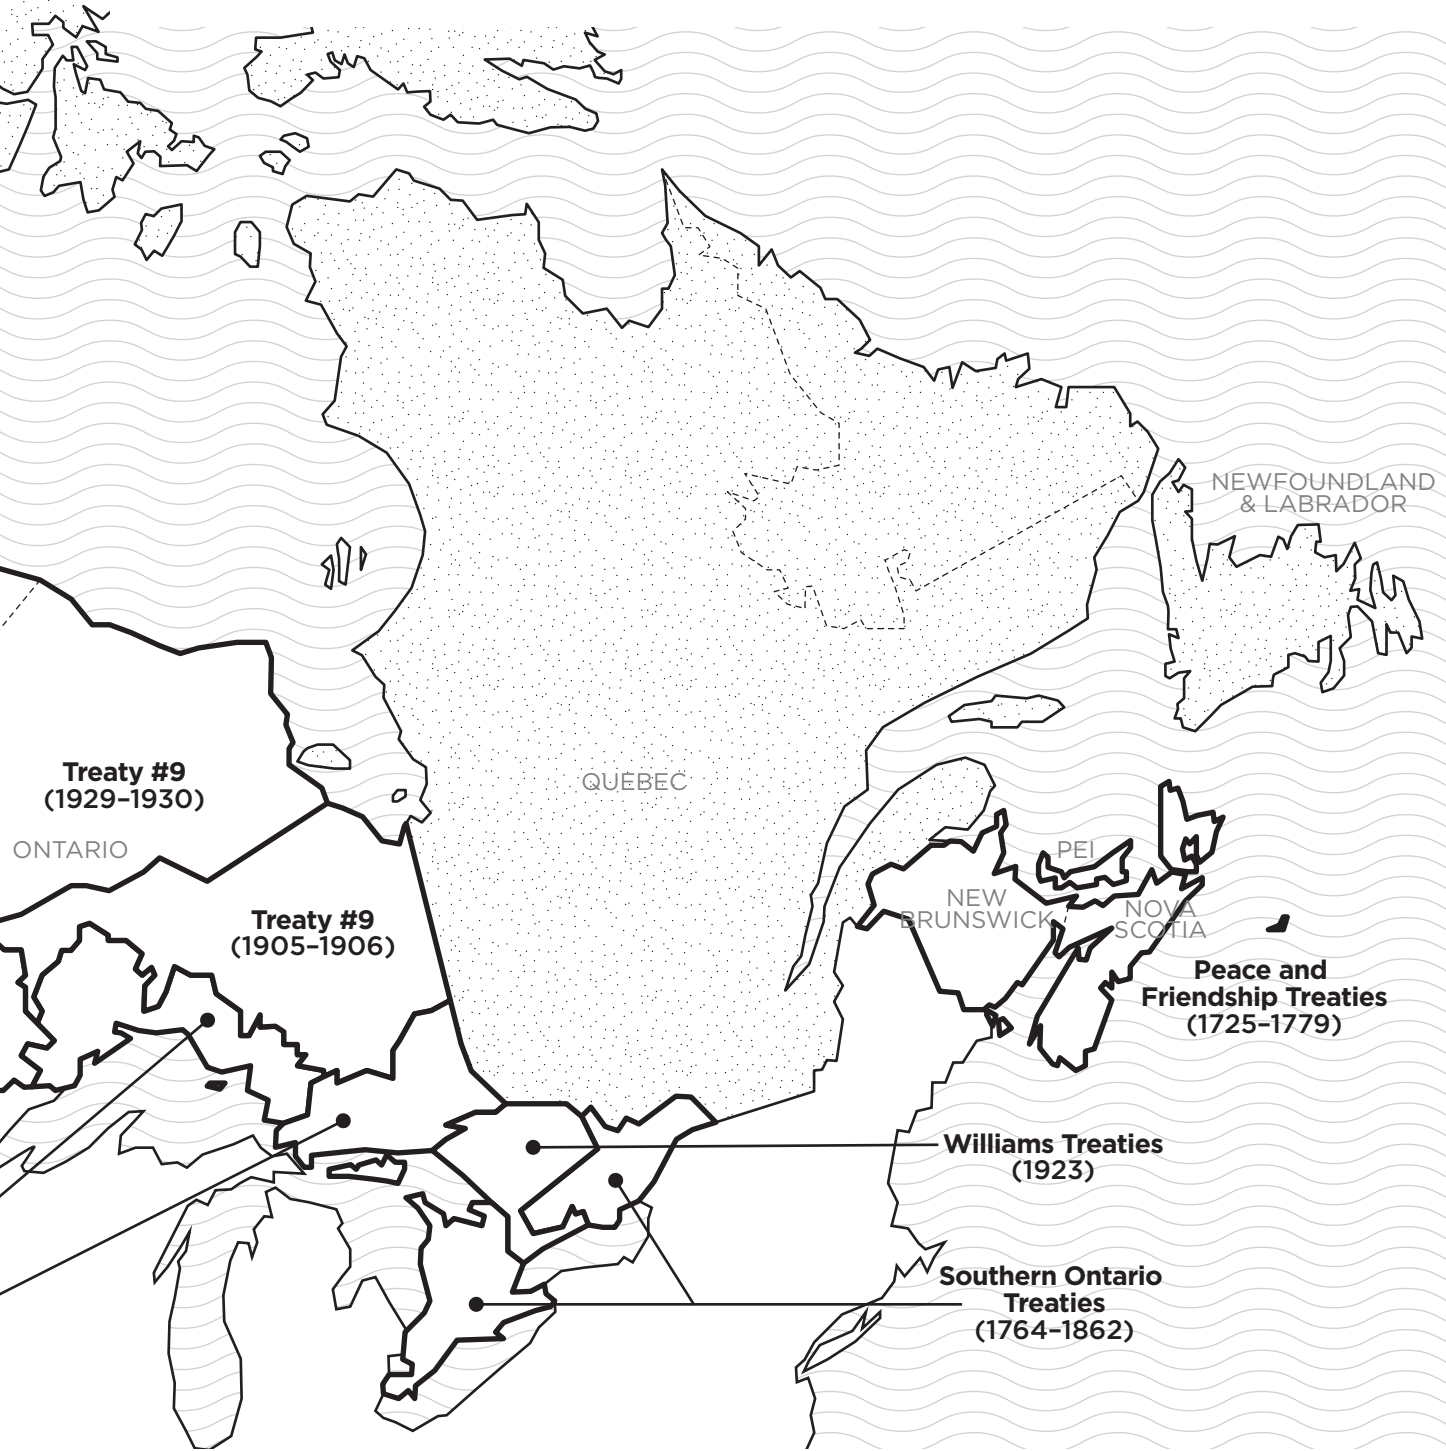 NEWFOUNDLAND
& LABRADOR
Treaty #9
(1929–1930)
QUEBEC
ONTARIO
PEI
Treaty #9
(1905–1906)
NEW
BRUNSWICK
NOVA
SCOTIA
Peace and
Friendship Treaties
(1725–1779)
Williams Treaties
(1923)
Southern Ontario
Treaties
(1764–1862)